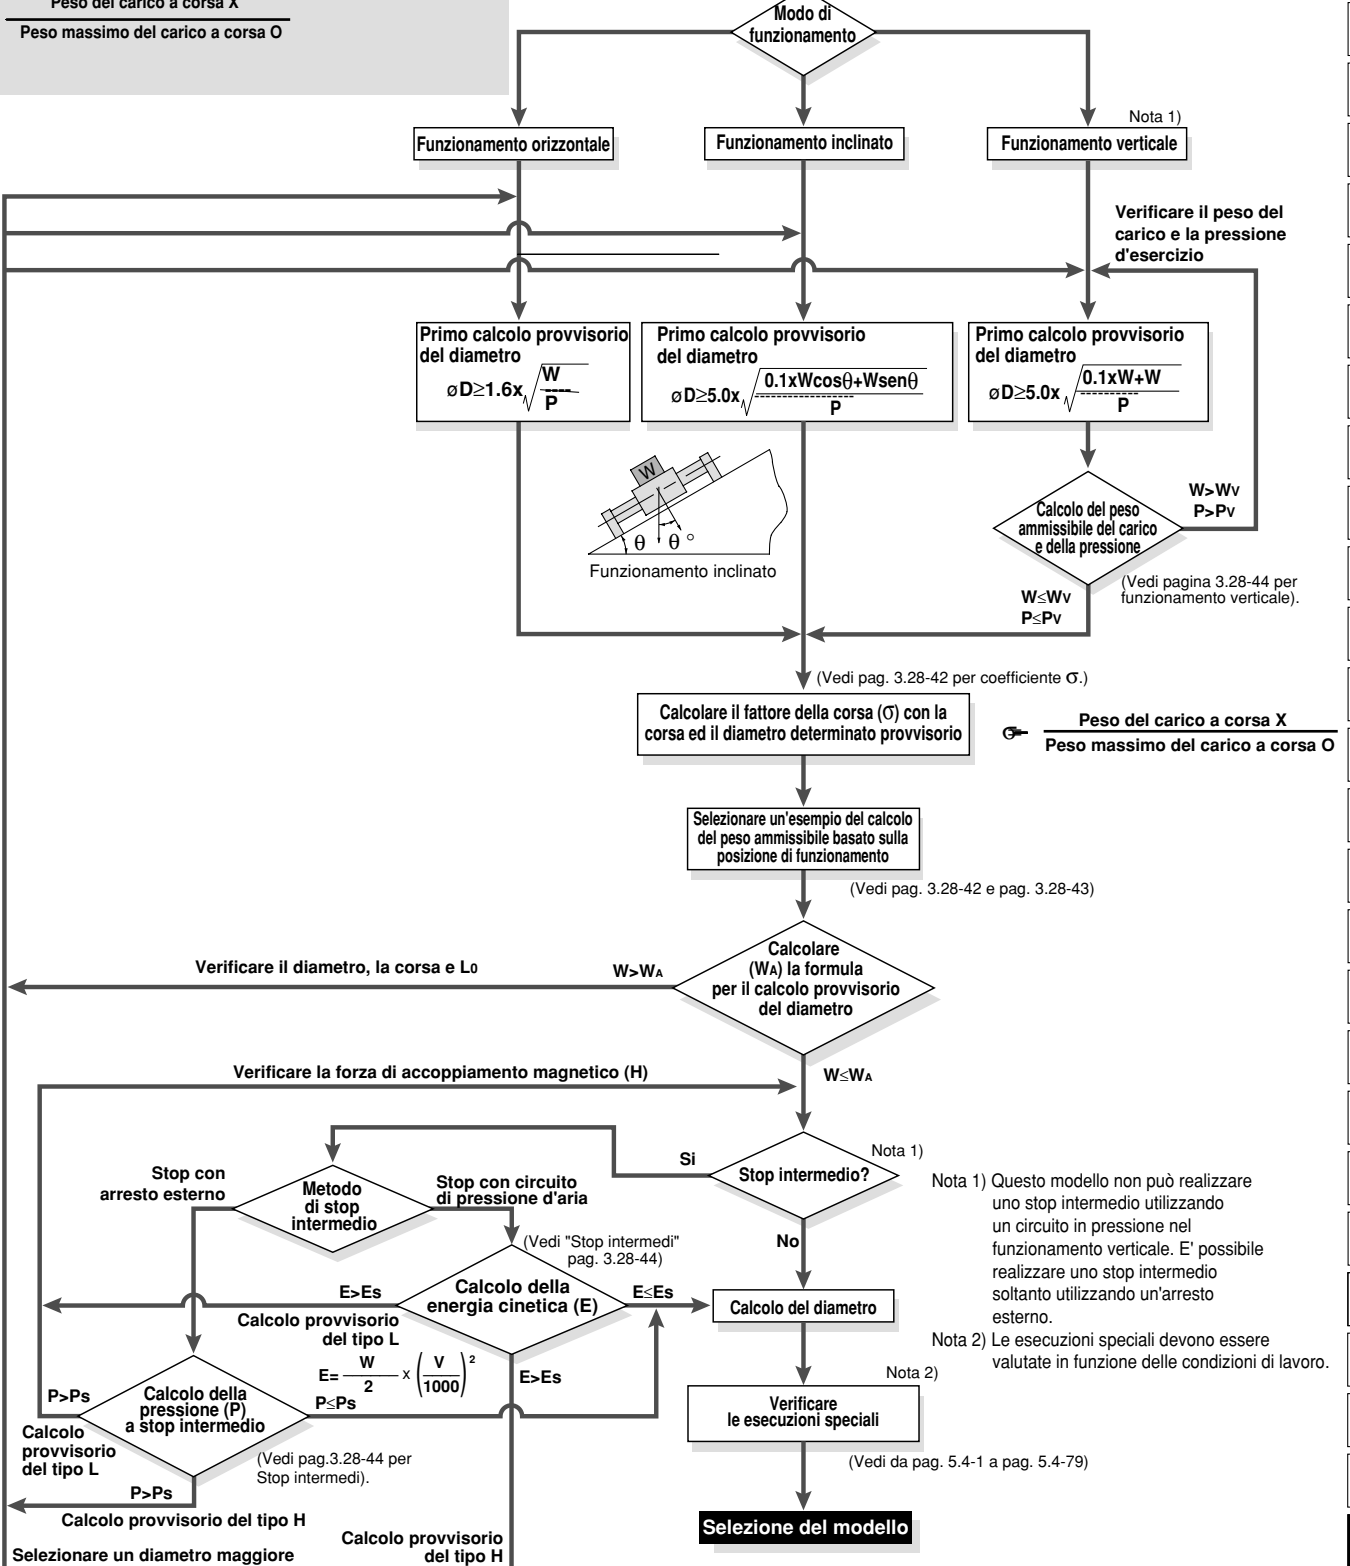 Peso del carico a corsa X
Peso massimo del carico a corsa O
Modo di
funzionamento
Nota 1)
Funzionamento orizzontale
Funzionamento inclinato
Funzionamento verticale
Verificare il peso del
carico e la pressione
d'esercizio
Primo calcolo provvisorio
del diametro
øD≥1.6x√W/P
Primo calcolo provvisorio
del diametro
øD≥5.0x√0.1xWcosθ+Wsenθ/P
Primo calcolo provvisorio
del diametro
øD≥5.0x√0.1xW+W/P
W
θ θ °
Funzionamento inclinato
Calcolo del peso
ammissibile del carico
e della pressione
W>WV
P>PV
(Vedi pagina 3.28-44 per
funzionamento verticale).
W≤WV
P≤PV
(Vedi pag. 3.28-42 per coefficiente σ.)
Calcolare il fattore della corsa (σ) con la
corsa ed il diametro determinato provvisorio
σ= Peso del carico a corsa X
Peso massimo del carico a corsa O
Selezionare un'esempio del calcolo
del peso ammissibile basato sulla
posizione di funzionamento
(Vedi pag. 3.28-42 e pag. 3.28-43)
Calcolare
(WA) la formula
per il calcolo provvisorio
del diametro
Verificare il diametro, la corsa e L0
W>WA
W≤WA
Verificare la forza di accoppiamento magnetico (H)
Stop intermedio?
Nota 1)
Si
No
Metodo
di stop
intermedio
Stop con
arresto esterno
Stop con circuito
di pressione d'aria
(Vedi "Stop intermedi"
pag. 3.28-44)
Calcolo della
energia cinetica (E)
E>Es
E≤Es
Calcolo provvisorio
del tipo L
E= W/2 x (V/1000)²
E>Es
Calcolo del diametro
Nota 1) Questo modello non può realizzare
uno stop intermedio utilizzando
un circuito in pressione nel
funzionamento verticale. E' possibile
realizzare uno stop intermedio
soltanto utilizzando un'arresto
esterno.
Nota 2) Le esecuzioni speciali devono essere
valutate in funzione delle condizioni di lavoro.
P>Ps
Calcolo della
pressione (P)
a stop intermedio
P≤Ps
Calcolo
provvisorio
del tipo L
(Vedi pag.3.28-44 per
Stop intermedi).
P>Ps
Calcolo provvisorio del tipo H
Nota 2)
Verificare
le esecuzioni speciali
(Vedi da pag. 5.4-1 a pag. 5.4-79)
Selezione del modello
Calcolo provvisorio
del tipo H
Selezionare un diametro maggiore